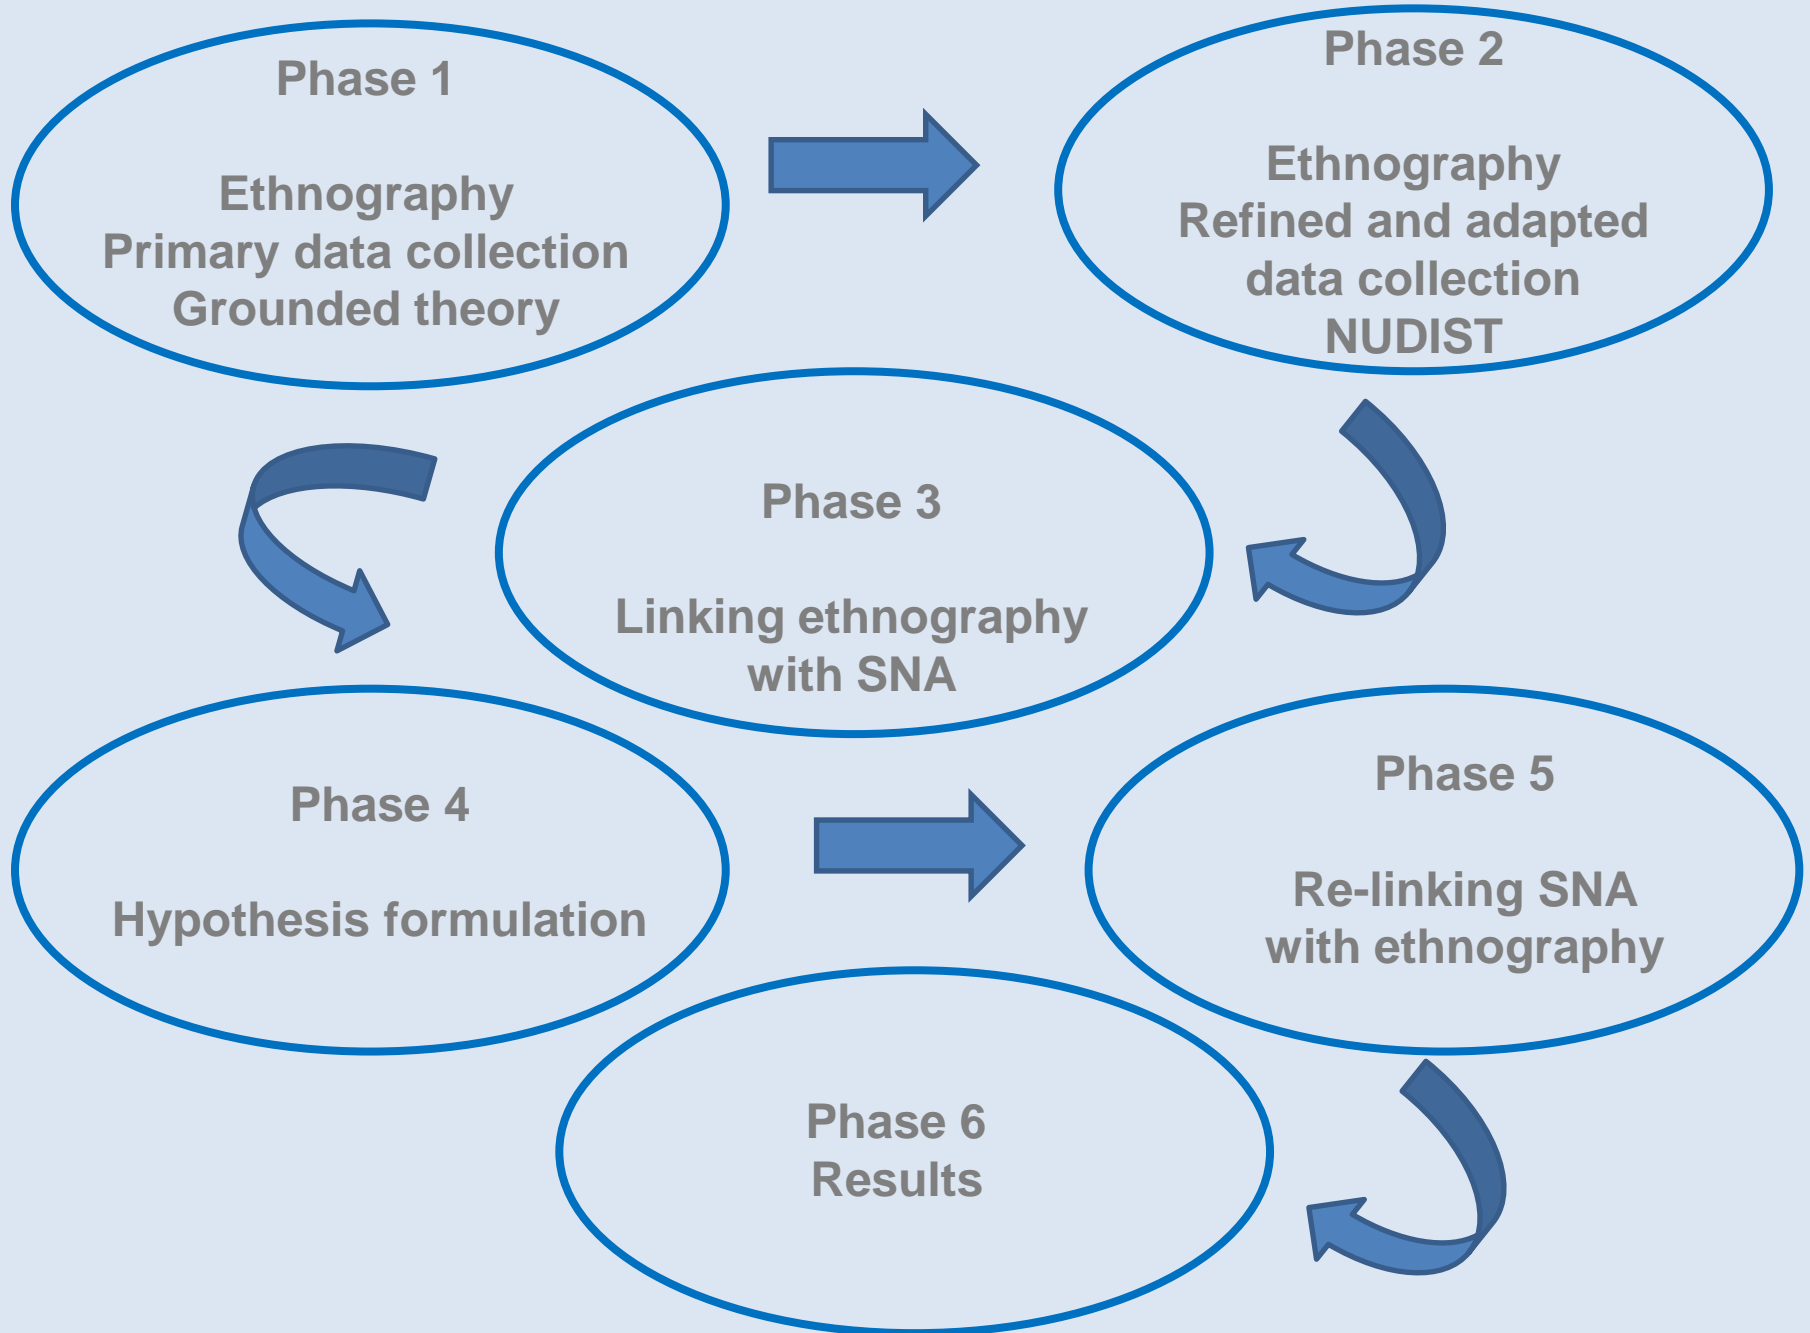 Phase 1
Ethnography
Primary data collection
Grounded theory
Phase 2
Ethnography
Refined and adapted
data collection
NUDIST
Phase 3
Linking ethnography
with SNA
Phase 4
Hypothesis formulation
Phase 5
Re-linking SNA
with ethnography
Phase 6
Results